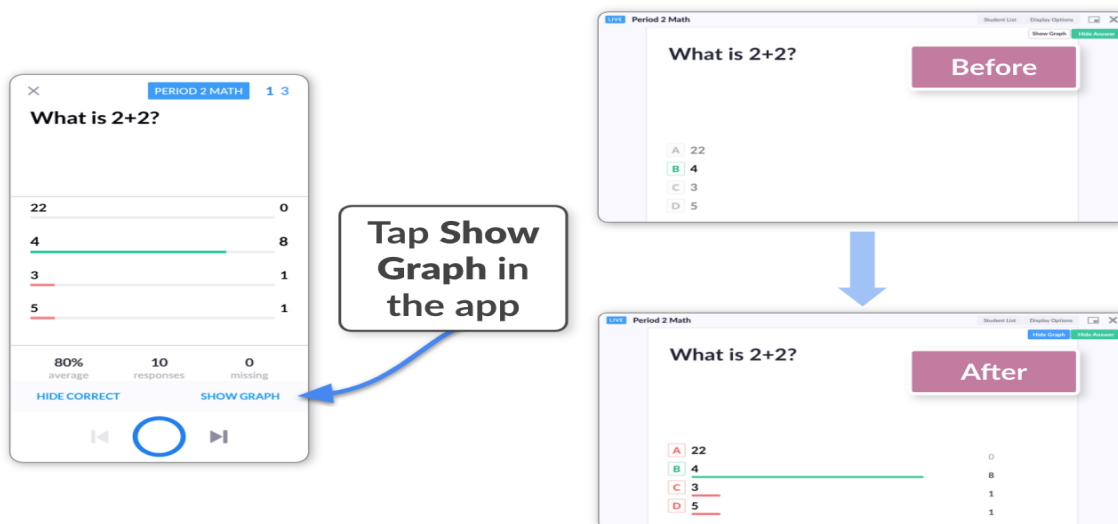 PERIOD 2 MATH 1 3
What is 2+2?
22 0
4 8
3 1
5 1
80% 10 0
average responses missing
HIDE CORRECT SHOW GRAPH
Tap Show
Graph in
the app
LIVE Period 2 Math Student List Display Options
Show Graph Hide Answer
What is 2+2?
Before
A 22
B 4
C 3
D 5
LIVE Period 2 Math Student List Display Options
Hide Graph Hide Answer
What is 2+2?
After
A 22 0
B 4 8
C 3 1
D 5 1